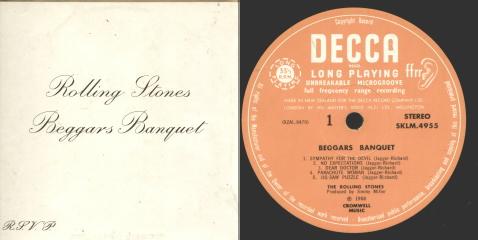 Rolling Stones
Beggars Banquet
R.S.V.P
Copyright Record
DECCA
LONG PLAYING
ffrr
33⅓
UNBREAKABLE MICROGROOVE
full frequency range recording
MADE IN NEW ZEALAND FOR THE DECCA RECORD COMPANY LTD.
1
STEREO
SKLM.4955
BEGGARS BANQUET
1. SYMPATHY FOR THE DEVIL (Jagger-Richard)
2. NO EXPECTATIONS (Jagger-Richard)
3. DEAR DOCTOR (Jagger-Richard)
4. PARACHUTE WOMAN (Jagger-Richard)
5. JIG-SAW PUZZLE (Jagger-Richard)
THE ROLLING STONES
Produced by Jimmy Miller
℗ 1968
CROMWELL
MUSIC